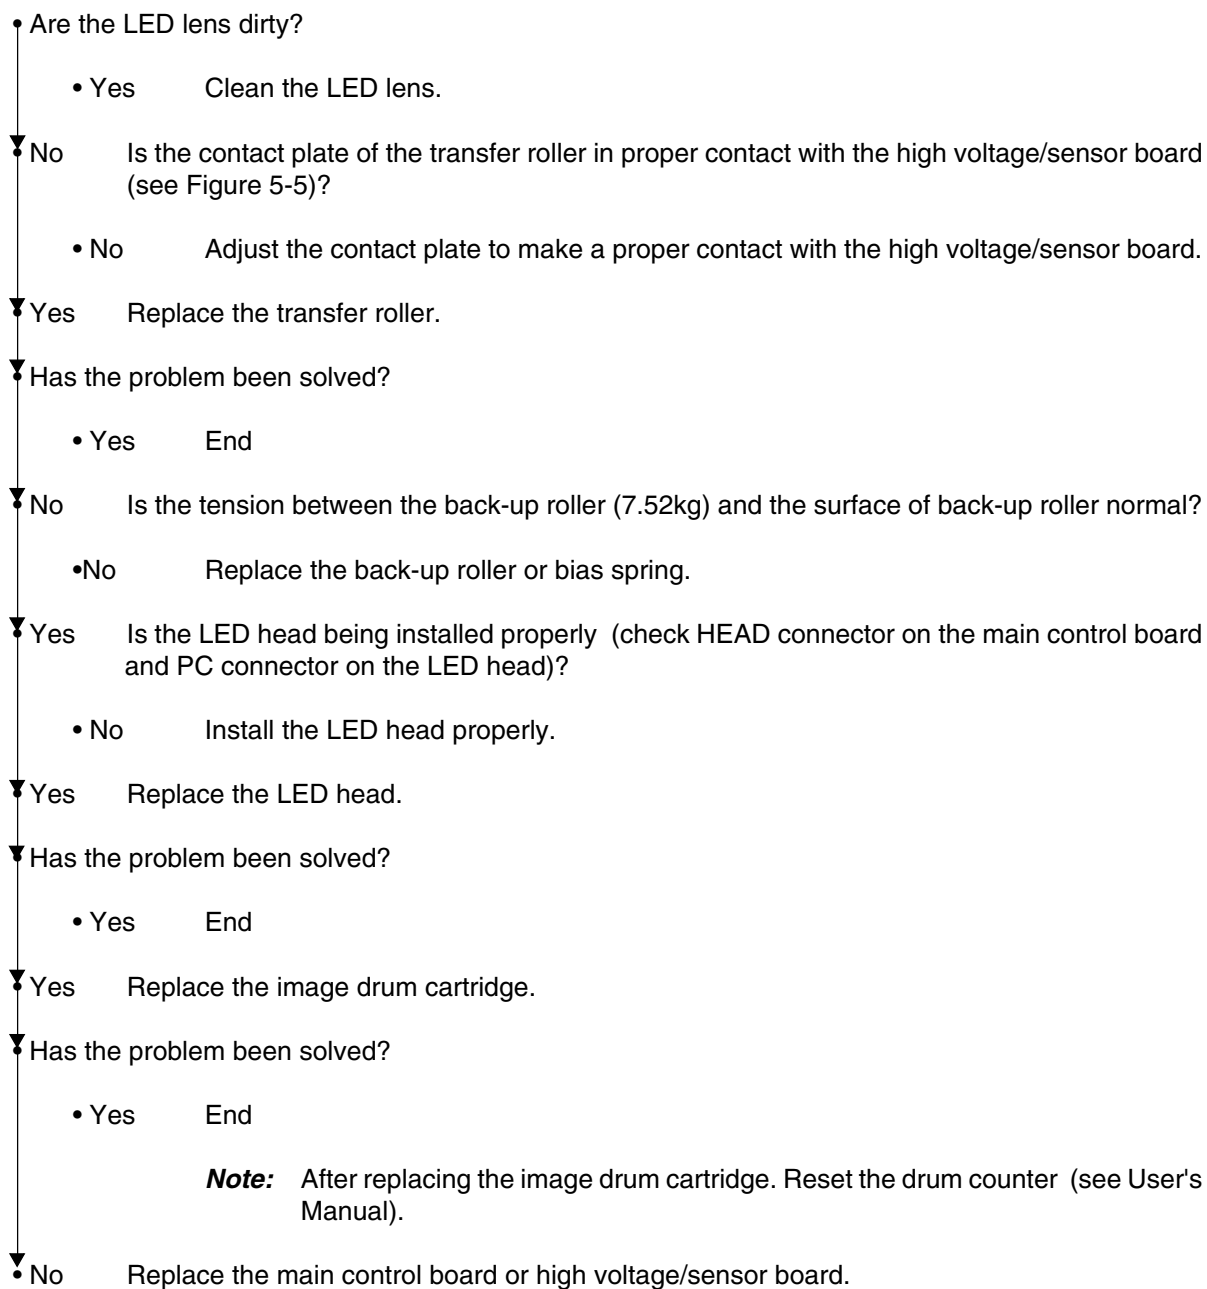 • Are the LED lens dirty?
• Yes Clean the LED lens.
• No Is the contact plate of the transfer roller in proper contact with the high voltage/sensor board
(see Figure 5-5)?
• No Adjust the contact plate to make a proper contact with the high voltage/sensor board.
• Yes Replace the transfer roller.
• Has the problem been solved?
• Yes End
• No Is the tension between the back-up roller (7.52kg) and the surface of back-up roller normal?
•No Replace the back-up roller or bias spring.
• Yes Is the LED head being installed properly (check HEAD connector on the main control board
and PC connector on the LED head)?
• No Install the LED head properly.
• Yes Replace the LED head.
• Has the problem been solved?
• Yes End
• Yes Replace the image drum cartridge.
• Has the problem been solved?
• Yes End
Note: After replacing the image drum cartridge. Reset the drum counter (see User's
Manual).
• No Replace the main control board or high voltage/sensor board.